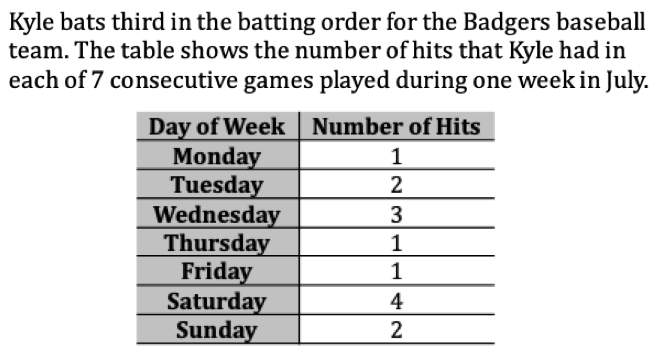 Kyle bats third in the batting order for the Badgers baseball
team. The table shows the number of hits that Kyle had in
each of 7 consecutive games played during one week in July.
Day of Week Number of Hits
Monday 1
Tuesday 2
Wednesday 3
Thursday 1
Friday 1
Saturday 4
Sunday 2